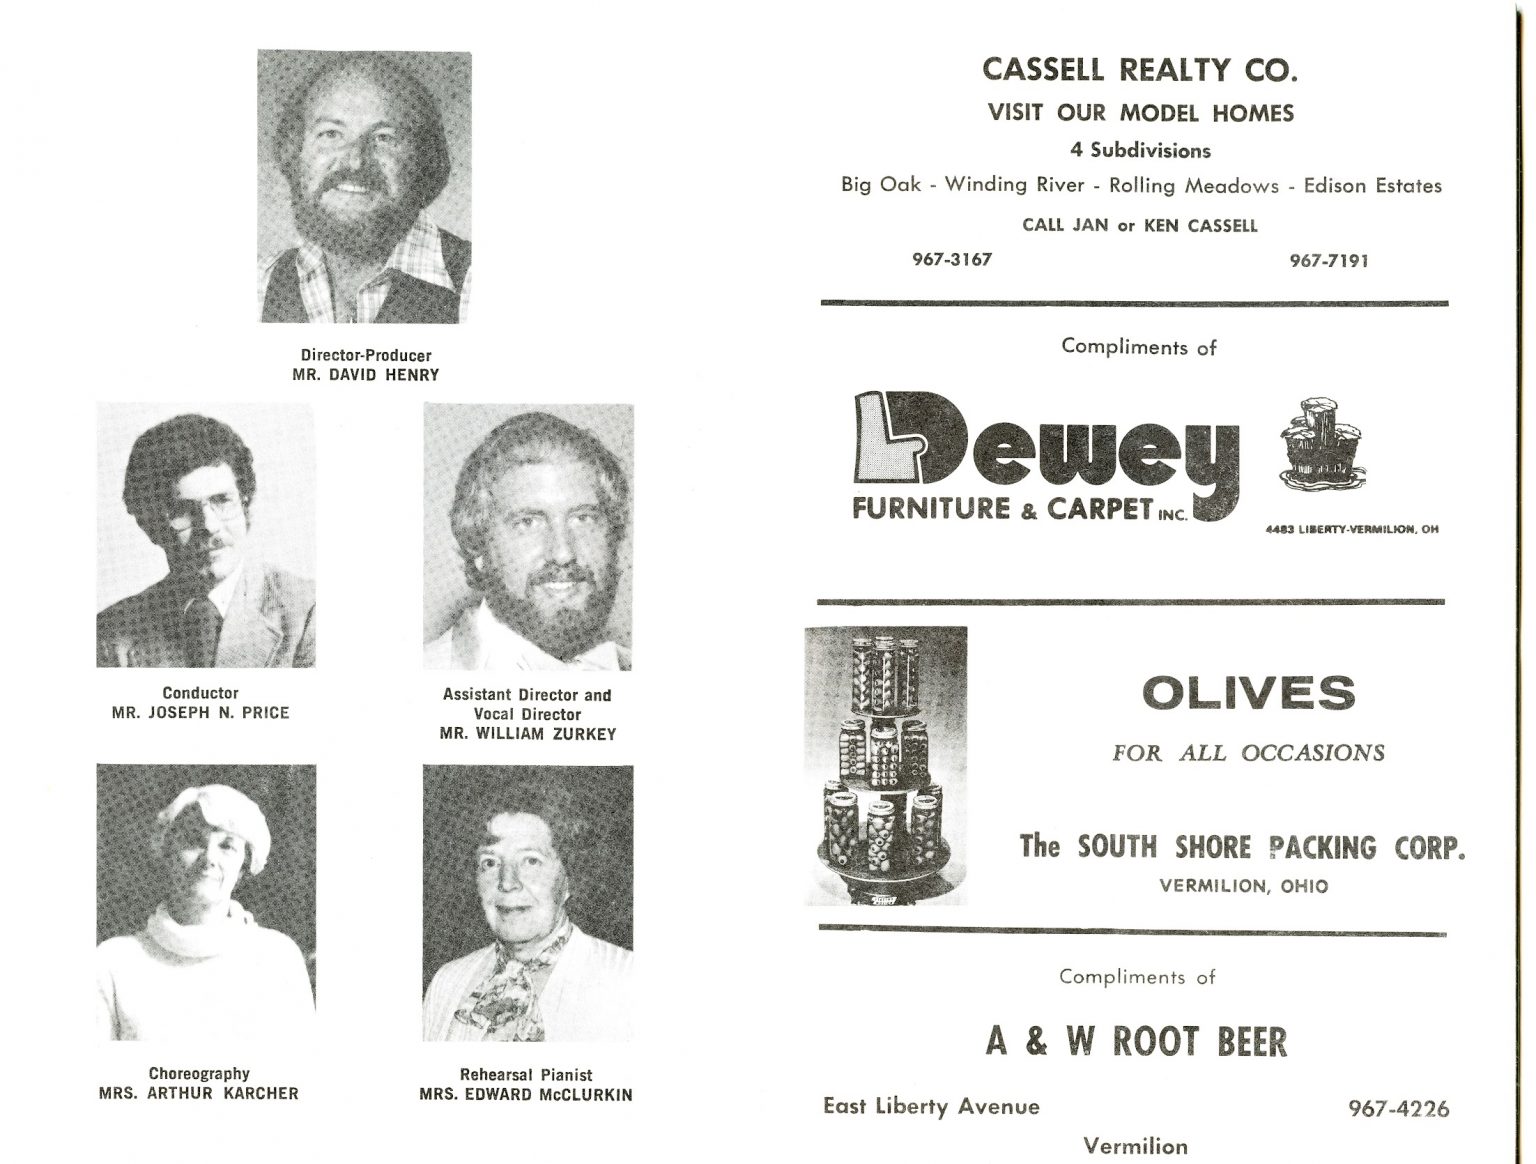 Director-Producer
MR. DAVID HENRY
Conductor
MR. JOSEPH N. PRICE
Assistant Director and
Vocal Director
MR. WILLIAM ZURKEY
Choreography
MRS. ARTHUR KARCHER
Rehearsal Pianist
MRS. EDWARD McCLURKIN
CASSELL REALTY CO.
VISIT OUR MODEL HOMES
4 Subdivisions
Big Oak - Winding River - Rolling Meadows - Edison Estates
CALL JAN or KEN CASSELL
967-3167 967-7191
Compliments of
Dewey
FURNITURE & CARPET INC.
4483 LIBERTY-VERMILION, OH
OLIVES
FOR ALL OCCASIONS
The SOUTH SHORE PACKING CORP.
VERMILION, OHIO
Compliments of
A & W ROOT BEER
East Liberty Avenue 967-4226
Vermilion